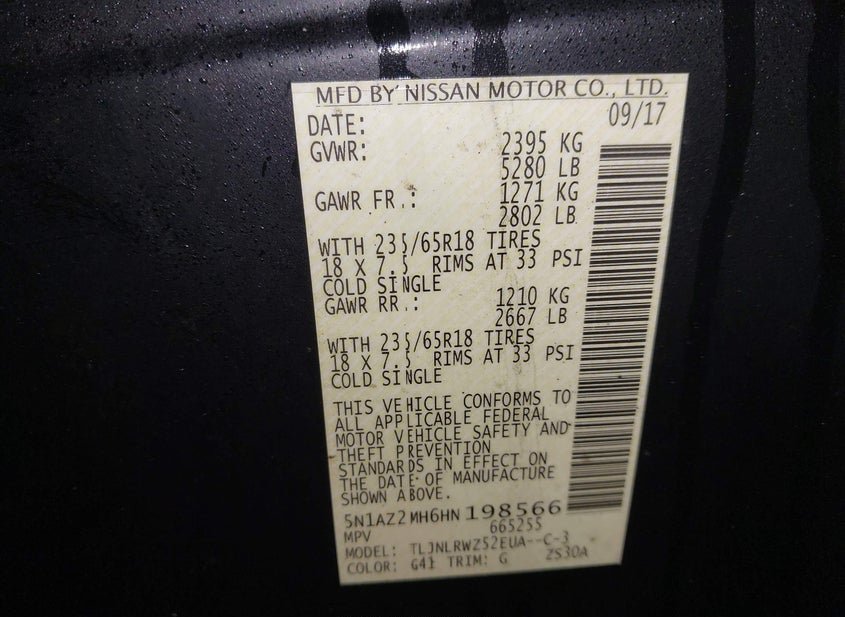 MFD BY NISSAN MOTOR CO., LTD.
DATE: 09/17
GVWR: 2395 KG
5280 LB
GAWR FR.: 1271 KG
2802 LB
WITH 235/65R18 TIRES
18 X 7.5 RIMS AT 33 PSI
COLD SINGLE
GAWR RR.: 1210 KG
2667 LB
WITH 235/65R18 TIRES
18 X 7.5 RIMS AT 33 PSI
COLD SINGLE
THIS VEHICLE CONFORMS TO
ALL APPLICABLE FEDERAL
MOTOR VEHICLE SAFETY AND
THEFT PREVENTION
STANDARDS IN EFFECT ON
THE DATE OF MANUFACTURE
SHOWN ABOVE.
5N1AZ2MH6HN198566
MPV 665255
MODEL: TLJNLRWZ52EUA--C-3
COLOR: G41 TRIM: G ZS30A